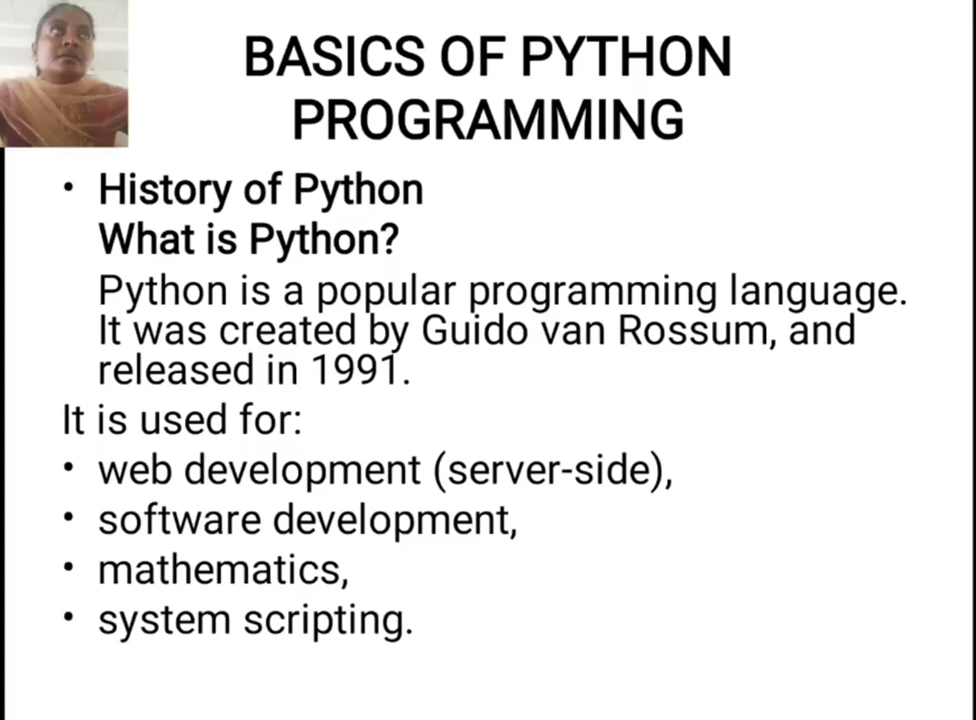 BASICS OF PYTHON
PROGRAMMING
• History of Python
What is Python?
Python is a popular programming language.
It was created by Guido van Rossum, and
released in 1991.
It is used for:
• web development (server-side),
• software development,
• mathematics,
• system scripting.